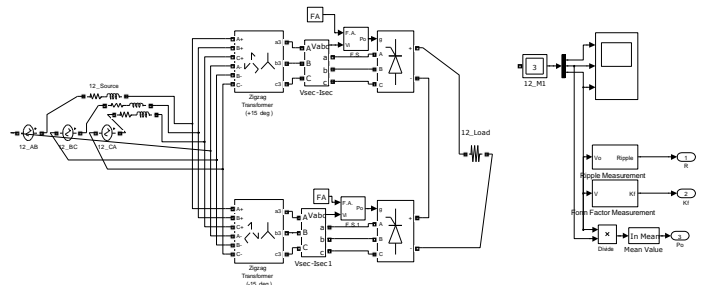 FA
A+
B+
C+
A-
B-
C-
a3
b3
c3
A
B
C
Vabc
a
b
c
F.A.
Vi
Po
F.S.
g
A
B
C
+
-
Zigzag
Transformer
(+15 deg.)
Vsec-Isec
12_Source
12_AB
12_BC
12_CA
12_Load
3
12_M1
Vo
Ripple
Ripple Measurement
1
R
V
Kf
Form Factor Measurement
2
Kf
×
Divide
In Mean
Mean Value
3
Po
FA
A+
B+
C+
A-
B-
C-
a3
b3
c3
A
B
C
Vabc
a
b
c
F.A.
Vi
Po
F.S.1
g
A
B
C
+
-
Zigzag
Transformer
(-15 deg.)
Vsec-Isec1